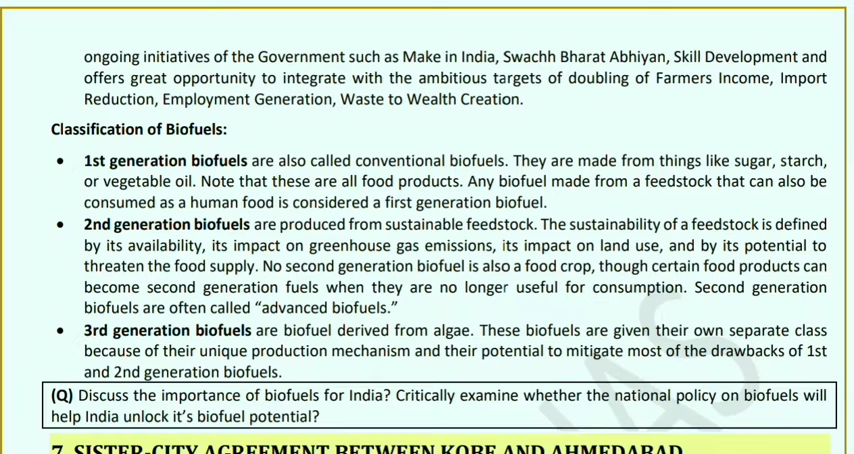 ongoing initiatives of the Government such as Make in India, Swachh Bharat Abhiyan, Skill Development and
offers great opportunity to integrate with the ambitious targets of doubling of Farmers Income, Import
Reduction, Employment Generation, Waste to Wealth Creation.
Classification of Biofuels:
• 1st generation biofuels are also called conventional biofuels. They are made from things like sugar, starch,
or vegetable oil. Note that these are all food products. Any biofuel made from a feedstock that can also be
consumed as a human food is considered a first generation biofuel.
• 2nd generation biofuels are produced from sustainable feedstock. The sustainability of a feedstock is defined
by its availability, its impact on greenhouse gas emissions, its impact on land use, and by its potential to
threaten the food supply. No second generation biofuel is also a food crop, though certain food products can
become second generation fuels when they are no longer useful for consumption. Second generation
biofuels are often called “advanced biofuels.”
• 3rd generation biofuels are biofuel derived from algae. These biofuels are given their own separate class
because of their unique production mechanism and their potential to mitigate most of the drawbacks of 1st
and 2nd generation biofuels.
(Q) Discuss the importance of biofuels for India? Critically examine whether the national policy on biofuels will
help India unlock it’s biofuel potential?
7. SISTER-CITY AGREEMENT BETWEEN KOBE AND AHMEDABAD
IAS